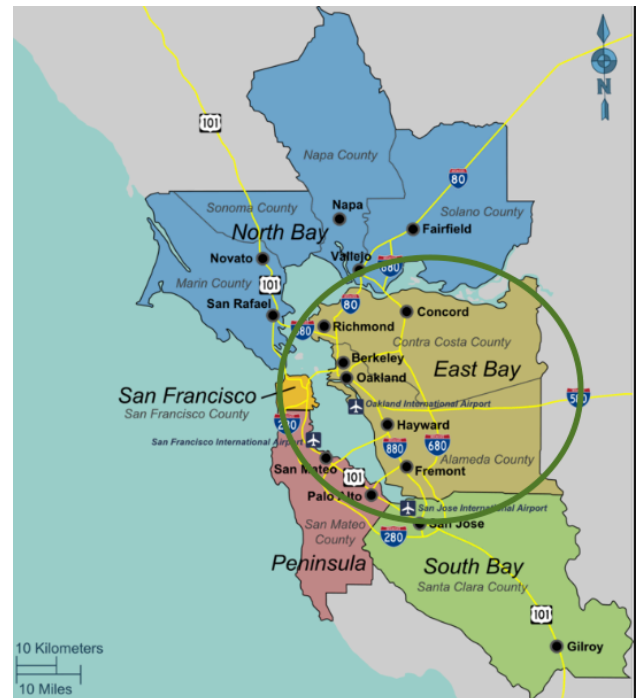 101
Napa County
N
80
Sonoma County
Napa
Solano County
North Bay
Fairfield
Novato
Vallejo
680
Marin County
101
80
San Rafael
Concord
580
Richmond
Contra Costa County
Berkeley
East Bay
San Francisco
Oakland
580
San Francisco County
Oakland International Airport
280
Hayward
San Francisco International Airport
880
680
Alameda County
San Mateo
Fremont
101
Palo Alto
San Jose International Airport
San Mateo
County
San Jose
280
Peninsula
South Bay
Santa Clara County
101
10 Kilometers
Gilroy
10 Miles